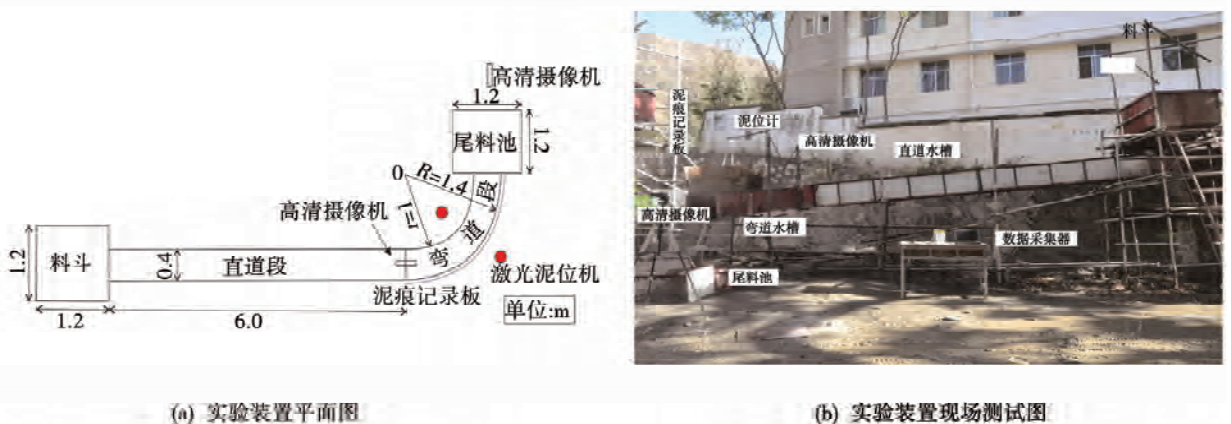 高清摄像机
1.2
尾料池
1.2
0
R=1.4
r=1
段
高清摄像机
道
弯
1.2
料斗
0.4
直道段
激光泥位机
泥痕记录板
1.2
6.0
单位:m
(a) 实验装置平面图
料斗
泥痕记录板
泥位计
高清摄像机
直道水槽
高清摄像机
弯道水槽
数据采集器
尾料池
(b) 实验装置现场测试图